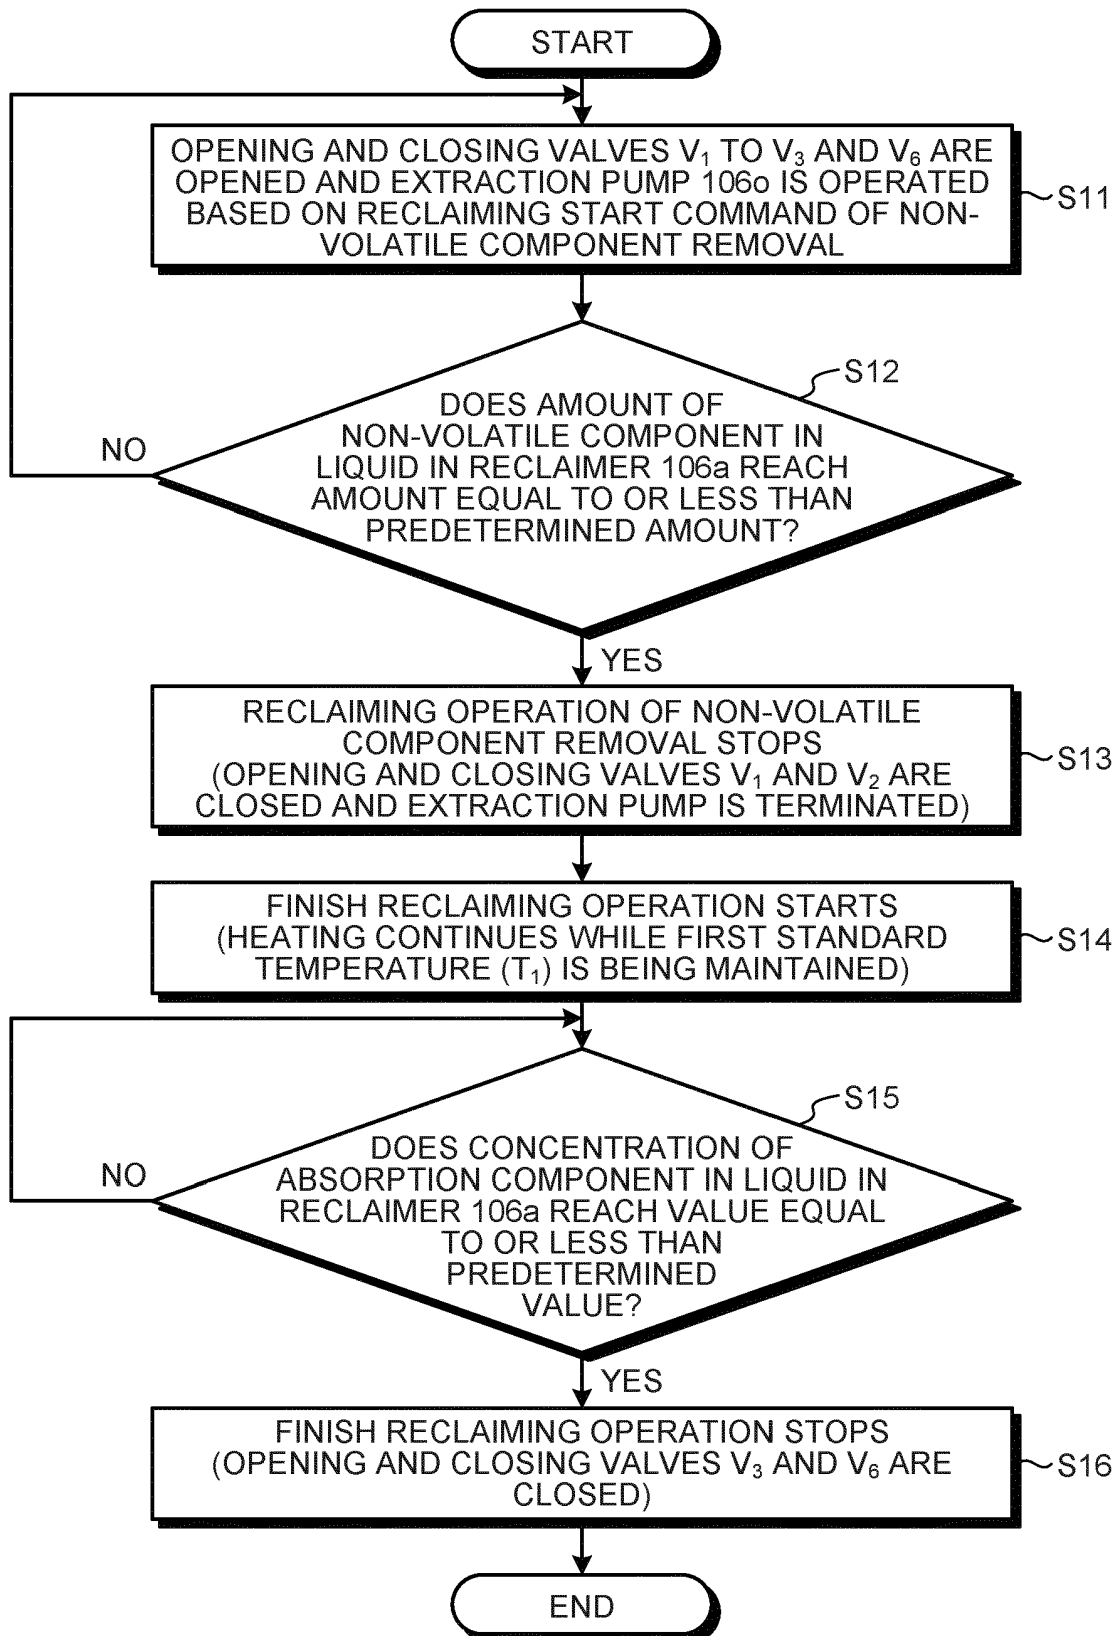 START
OPENING AND CLOSING VALVES V₁ TO V₃ AND V₆ ARE
OPENED AND EXTRACTION PUMP 106o IS OPERATED
BASED ON RECLAIMING START COMMAND OF NON-
VOLATILE COMPONENT REMOVAL
S11
S12
DOES AMOUNT OF
NON-VOLATILE COMPONENT IN
LIQUID IN RECLAIMER 106a REACH
AMOUNT EQUAL TO OR LESS THAN
PREDETERMINED AMOUNT?
NO
YES
RECLAIMING OPERATION OF NON-VOLATILE
COMPONENT REMOVAL STOPS
(OPENING AND CLOSING VALVES V₁ AND V₂ ARE
CLOSED AND EXTRACTION PUMP IS TERMINATED)
S13
FINISH RECLAIMING OPERATION STARTS
(HEATING CONTINUES WHILE FIRST STANDARD
TEMPERATURE (T₁) IS BEING MAINTAINED)
S14
S15
DOES CONCENTRATION OF
ABSORPTION COMPONENT IN LIQUID IN
RECLAIMER 106a REACH VALUE EQUAL
TO OR LESS THAN
PREDETERMINED
VALUE?
NO
YES
FINISH RECLAIMING OPERATION STOPS
(OPENING AND CLOSING VALVES V₃ AND V₆ ARE
CLOSED)
S16
END